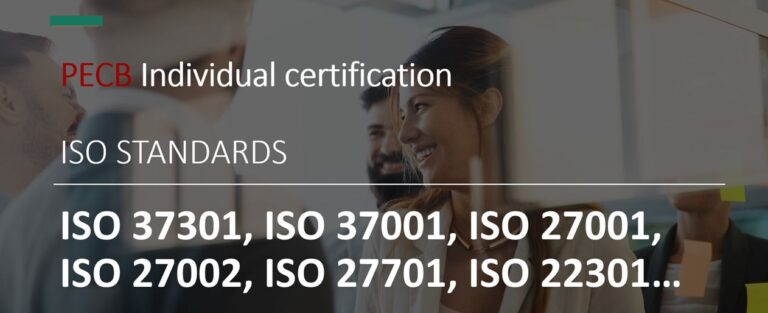 PECB Individual certification
ISO STANDARDS
ISO 37301, ISO 37001, ISO 27001,
ISO 27002, ISO 27701, ISO 22301...